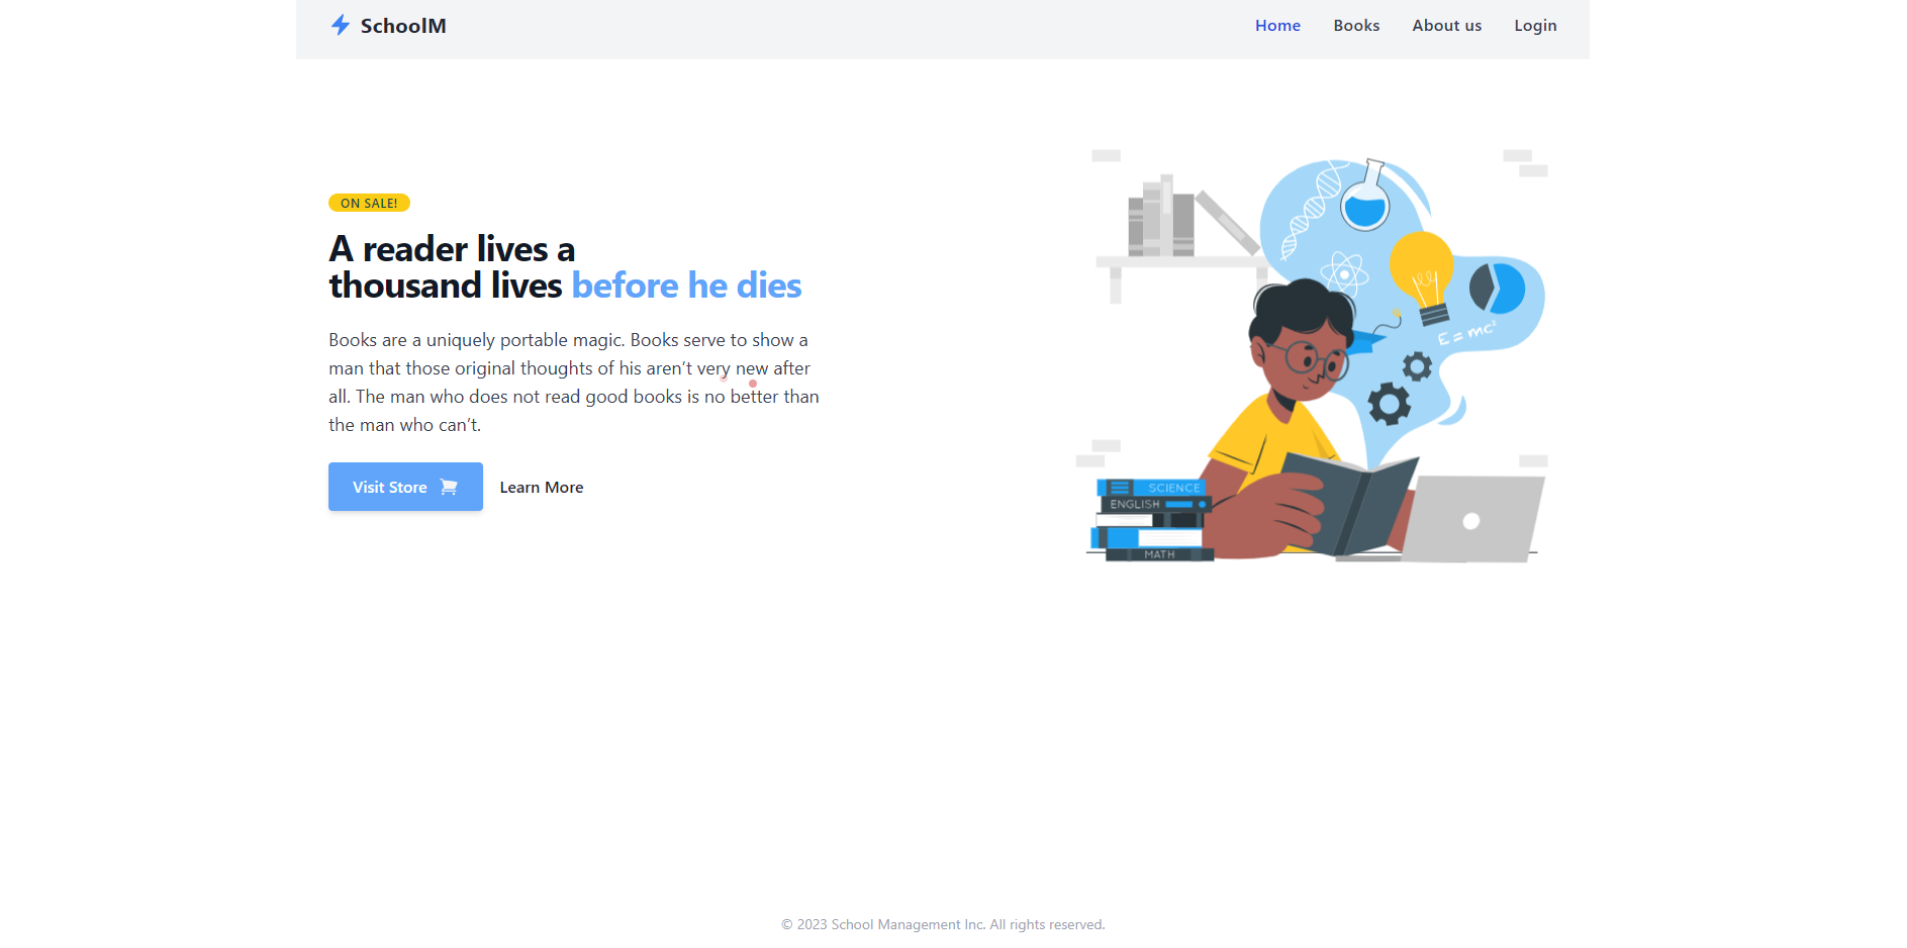 SchoolM
Home Books About us Login
ON SALE!
A reader lives a
thousand lives before he dies
Books are a uniquely portable magic. Books serve to show a
man that those original thoughts of his aren’t very new after
all. The man who does not read good books is no better than
the man who can’t.
Visit Store Learn More
E = mc²
SCIENCE
ENGLISH
MATH
© 2023 School Management Inc. All rights reserved.